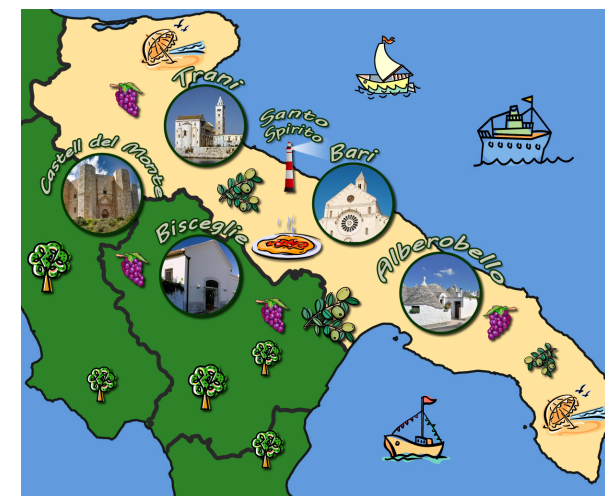 Trani
Santo
Spirito
Castell del Monte
Bari
Bisceglie
Alberobello